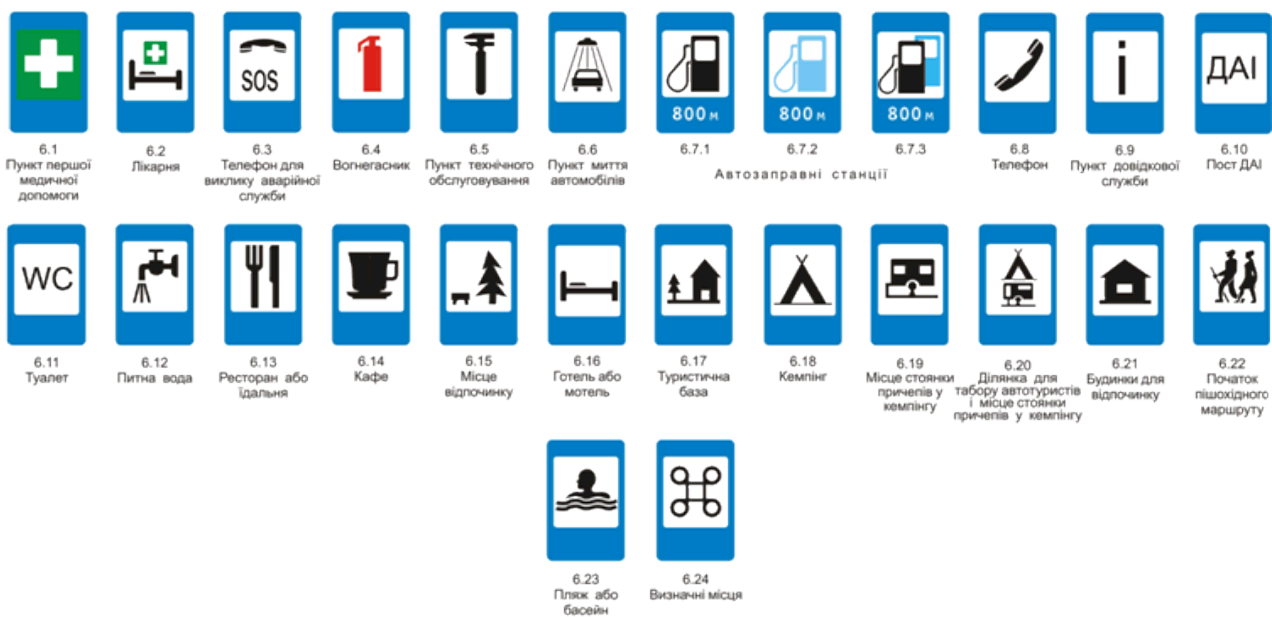 SOS
800 м
800 м
800 м
i
ДАІ
6.1
Пункт першої
медичної
допомоги
6.2
Лікарня
6.3
Телефон для
виклику аварійної
служби
6.4
Вогнегасник
6.5
Пункт технічного
обслуговування
6.6
Пункт миття
автомобілів
6.7.1
6.7.2
6.7.3
Автозаправні станції
6.8
Телефон
6.9
Пункт довідкової
служби
6.10
Пост ДАІ
WC
6.11
Туалет
6.12
Питна вода
6.13
Ресторан або
їдальня
6.14
Кафе
6.15
Місце
відпочинку
6.16
Готель або
мотель
6.17
Туристична
база
6.18
Кемпінг
6.19
Місце стоянки
причепів у
кемпінгу
6.20
Ділянка для
табору автотуристів
і місце стоянки
причепів у кемпінгу
6.21
Будинки для
відпочинку
6.22
Початок
пішохідного
маршруту
6.23
Пляж або
басейн
6.24
Визначні місця